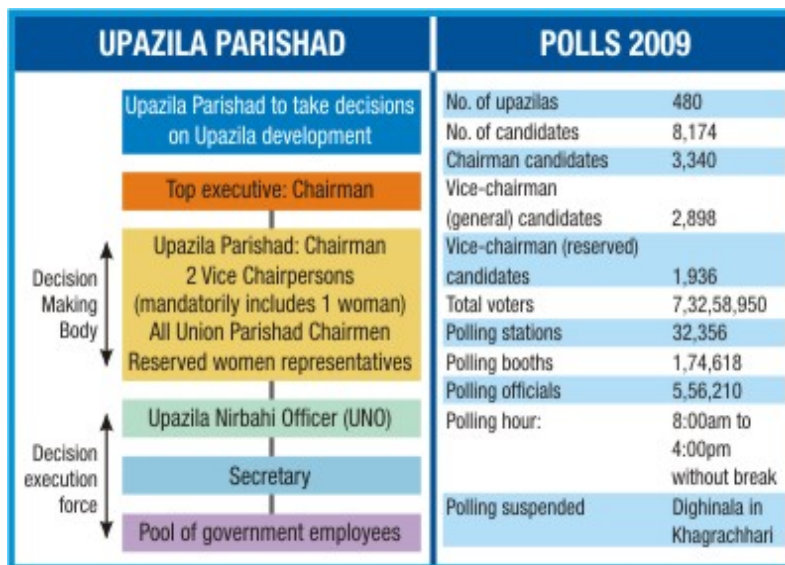 UPAZILA PARISHAD
Upazila Parishad to take decisions
on Upazila development
Top executive: Chairman
Decision
Making
Body
Upazila Parishad: Chairman
2 Vice Chairpersons
(mandatorily includes 1 woman)
All Union Parishad Chairmen
Reserved women representatives
Decision
execution
force
Upazila Nirbahi Officer (UNO)
Secretary
Pool of government employees
POLLS 2009
No. of upazilas 480
No. of candidates 8,174
Chairman candidates 3,340
Vice-chairman
(general) candidates 2,898
Vice-chairman (reserved)
candidates 1,936
Total voters 7,32,58,950
Polling stations 32,356
Polling booths 1,74,618
Polling officials 5,56,210
Polling hour: 8:00am to
4:00pm
without break
Polling suspended Dighinala in
Khagrachhari